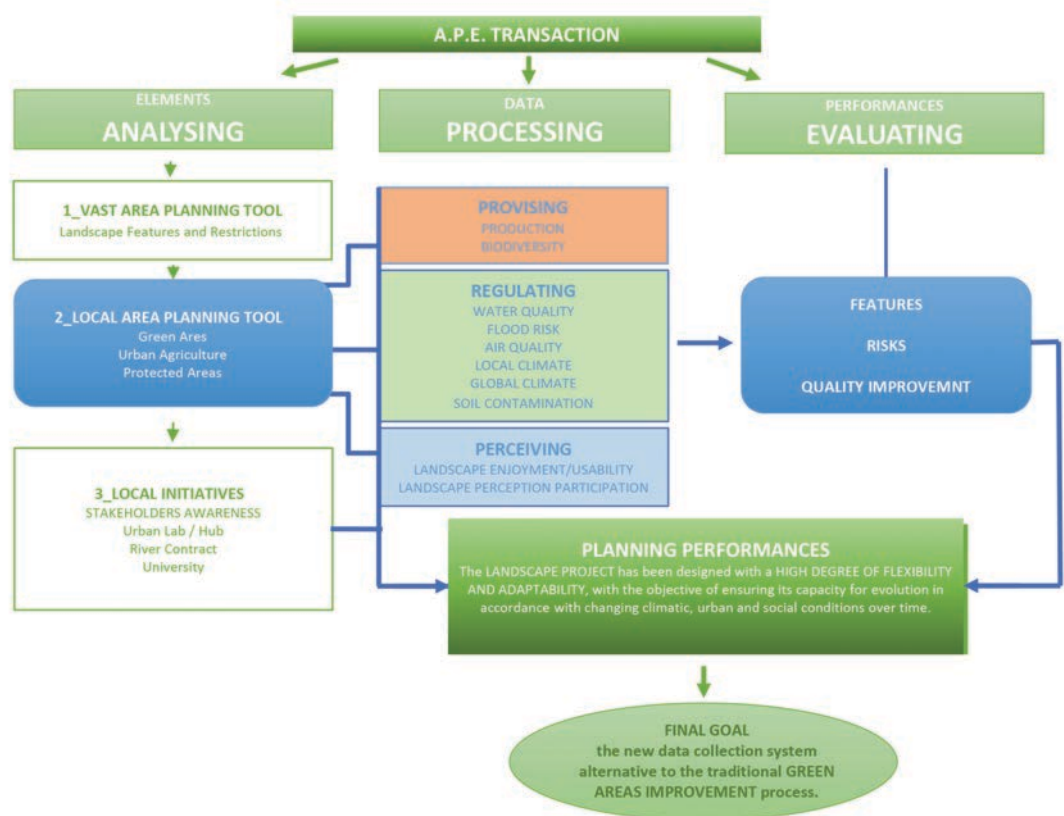 A.P.E. TRANSACTION
ELEMENTS
ANALYSING
DATA
PROCESSING
PERFORMANCES
EVALUATING
1_VAST AREA PLANNING TOOL
Landscape Features and Restrictions
2_LOCAL AREA PLANNING TOOL
Green Ares
Urban Agriculture
Protected Areas
3_LOCAL INITIATIVES
STAKEHOLDERS AWARENESS
Urban Lab / Hub
River Contract
University
PROVISING
PRODUCTION
BIODIVERSITY
REGULATING
WATER QUALITY
FLOOD RISK
AIR QUALITY
LOCAL CLIMATE
GLOBAL CLIMATE
SOIL CONTAMINATION
PERCEIVING
LANDSCAPE ENJOYMENT/USABILITY
LANDSCAPE PERCEPTION PARTICIPATION
FEATURES
RISKS
QUALITY IMPROVEMNT
PLANNING PERFORMANCES
The LANDSCAPE PROJECT has been designed with a HIGH DEGREE OF FLEXIBILITY
AND ADAPTABILITY, with the objective of ensuring its capacity for evolution in
accordance with changing climatic, urban and social conditions over time.
FINAL GOAL
the new data collection system
alternative to the traditional GREEN
AREAS IMPROVEMENT process.